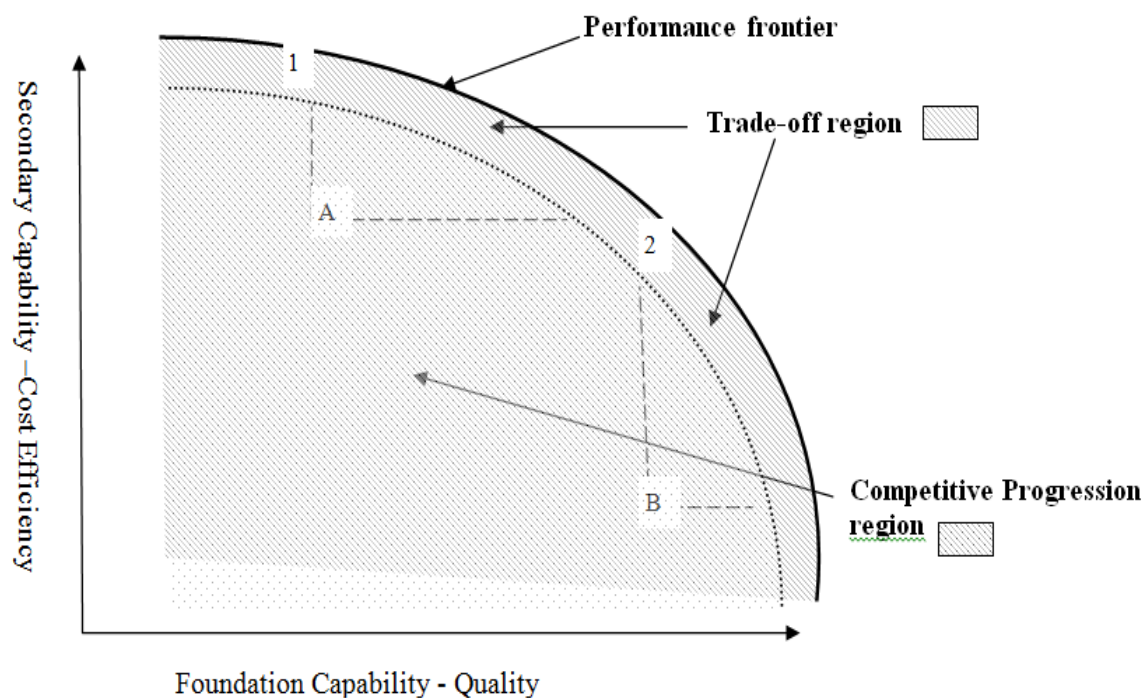 Performance frontier
1
Trade-off region
Secondary Capability –Cost Efficiency
A
2
B
Competitive Progression
region
Foundation Capability - Quality